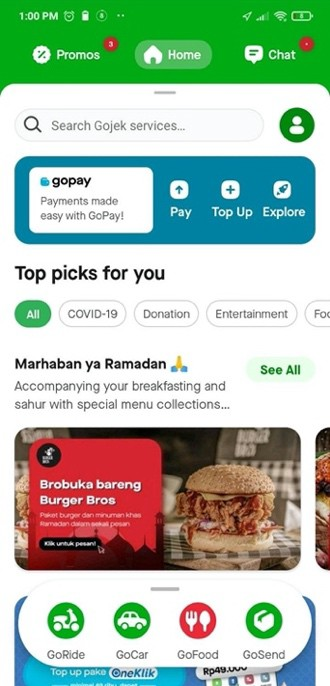 1:00 PM
Promos
3
Home
Chat
Search Gojek services...
gopay
Payments made
easy with GoPay!
Pay
Top Up
Explore
Top picks for you
All
COVID-19
Donation
Entertainment
Foo
Marhaban ya Ramadan 🙏
See All
Accompanying your breakfasting and
sahur with special menu collections...
Brobuka bareng
Burger Bros
Paket burger dan minuman khas
Ramadan dalam sekali pesan
Klik untuk pesan!
GoRide
GoCar
GoFood
GoSend
Top up pake OneKlik
Rp49.000